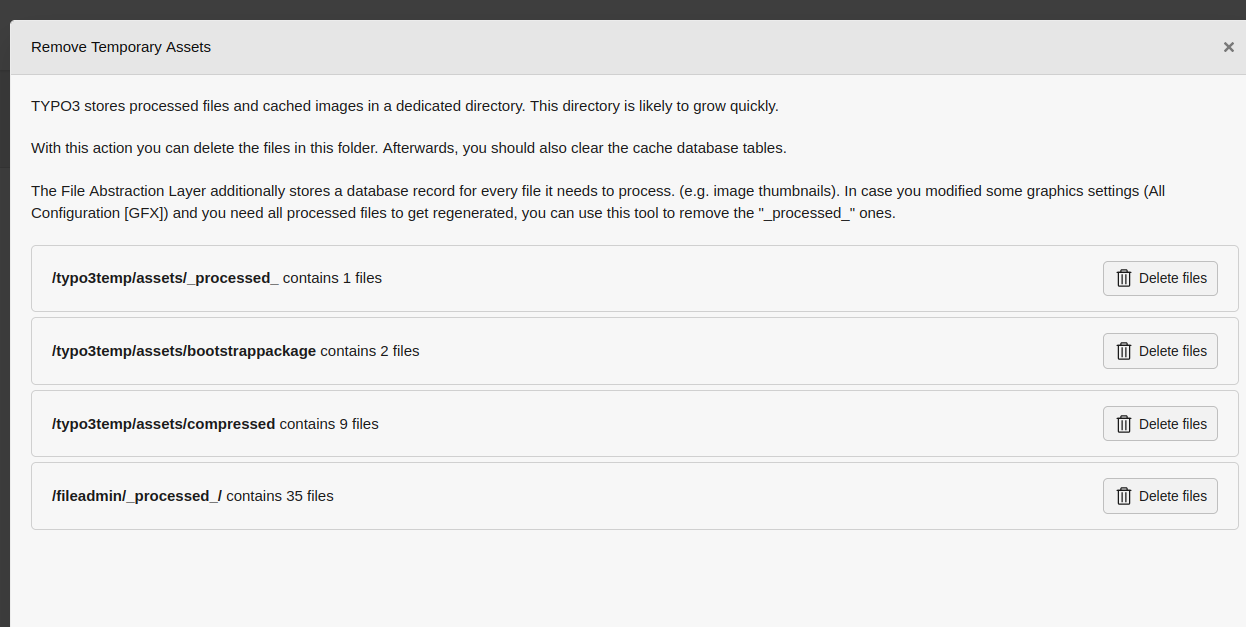 Remove Temporary Assets
×
TYPO3 stores processed files and cached images in a dedicated directory. This directory is likely to grow quickly.
With this action you can delete the files in this folder. Afterwards, you should also clear the cache database tables.
The File Abstraction Layer additionally stores a database record for every file it needs to process. (e.g. image thumbnails). In case you modified some graphics settings (All
Configuration [GFX]) and you need all processed files to get regenerated, you can use this tool to remove the "_processed_" ones.
/typo3temp/assets/_processed_ contains 1 files Delete files
/typo3temp/assets/bootstrappackage contains 2 files Delete files
/typo3temp/assets/compressed contains 9 files Delete files
/fileadmin/_processed_/ contains 35 files Delete files